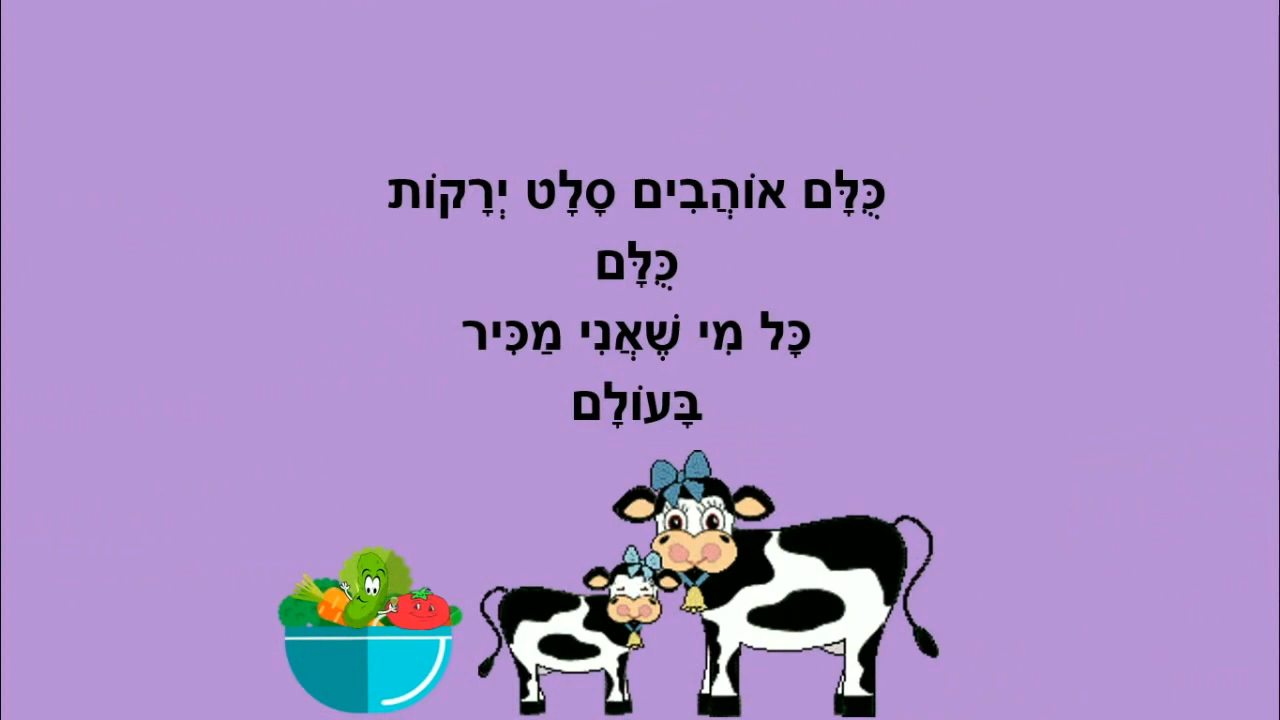 כֻּלָּם אוֹהֲבִים סָלָט יְרָקוֹת
כֻּלָּם
כָּל מִי שֶׁאֲנִי מַכִּיר
בָּעוֹלָם